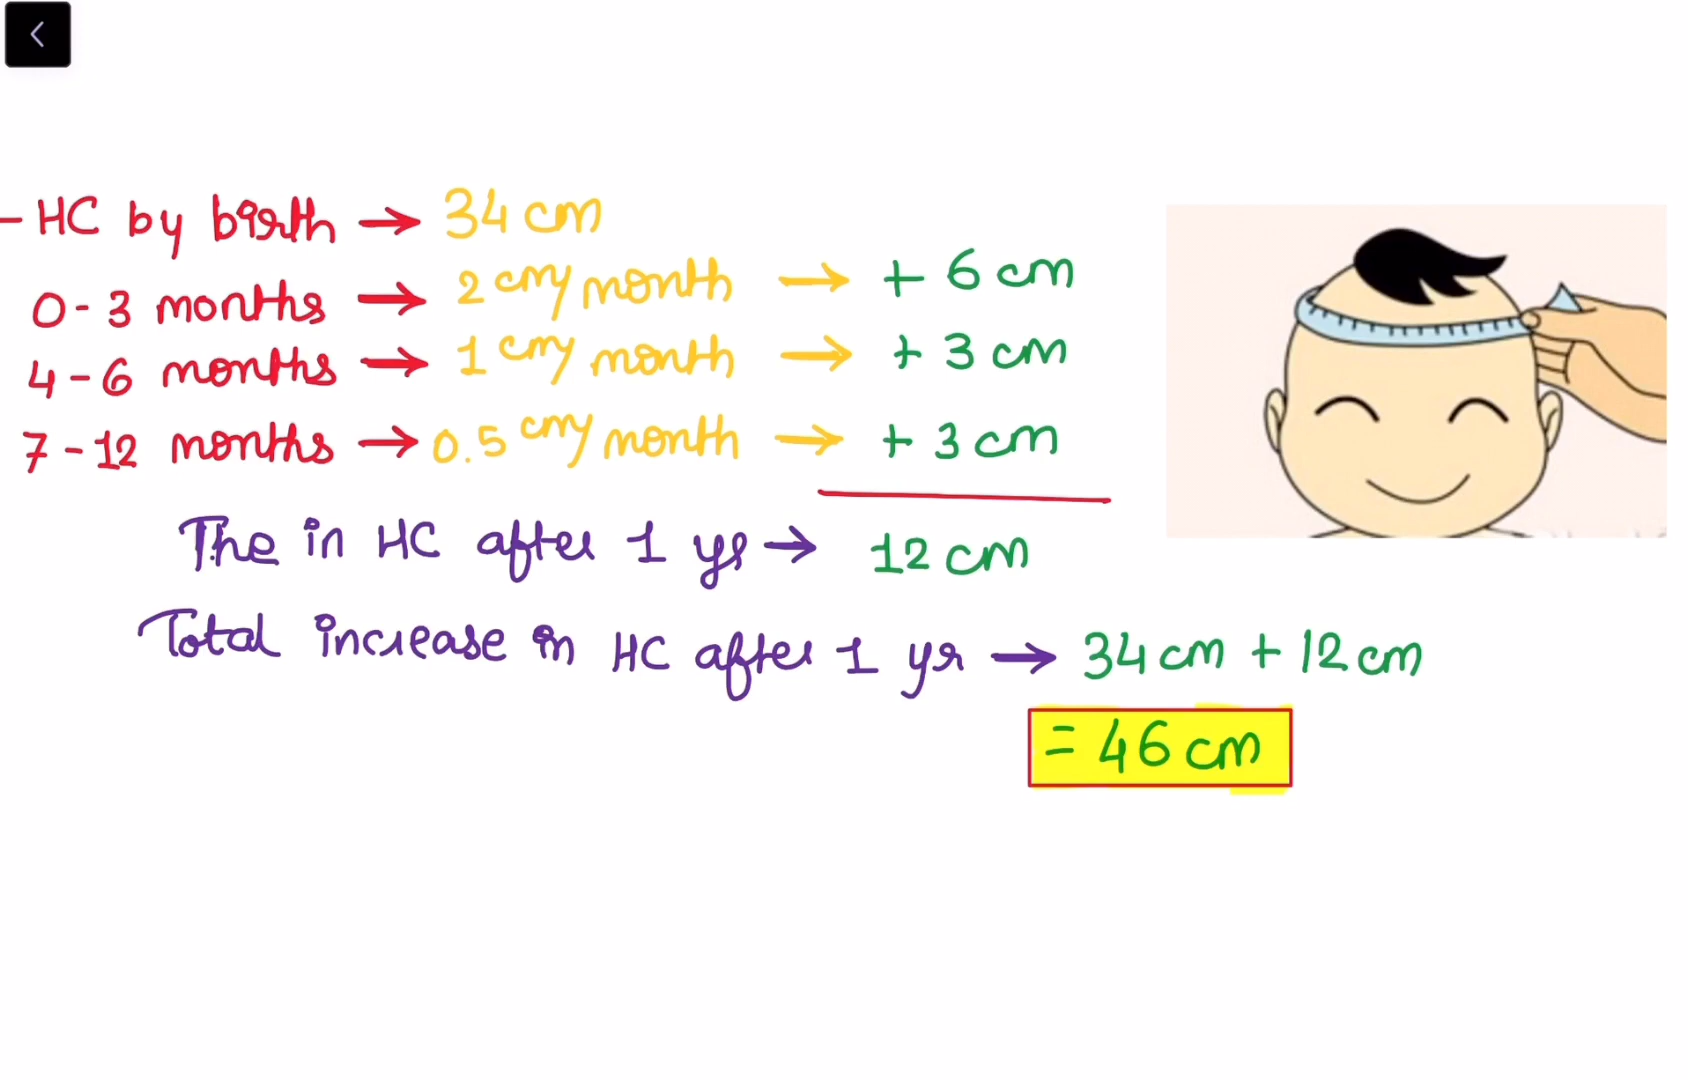 - HC by birth → 34 cm
0-3 months → 2 cm/month → + 6 cm
4-6 months → 1 cm/month → + 3 cm
7-12 months → 0.5 cm/month → + 3 cm
The in HC after 1 yr → 12 cm
Total increase in HC after 1 yr → 34 cm + 12 cm
= 46 cm